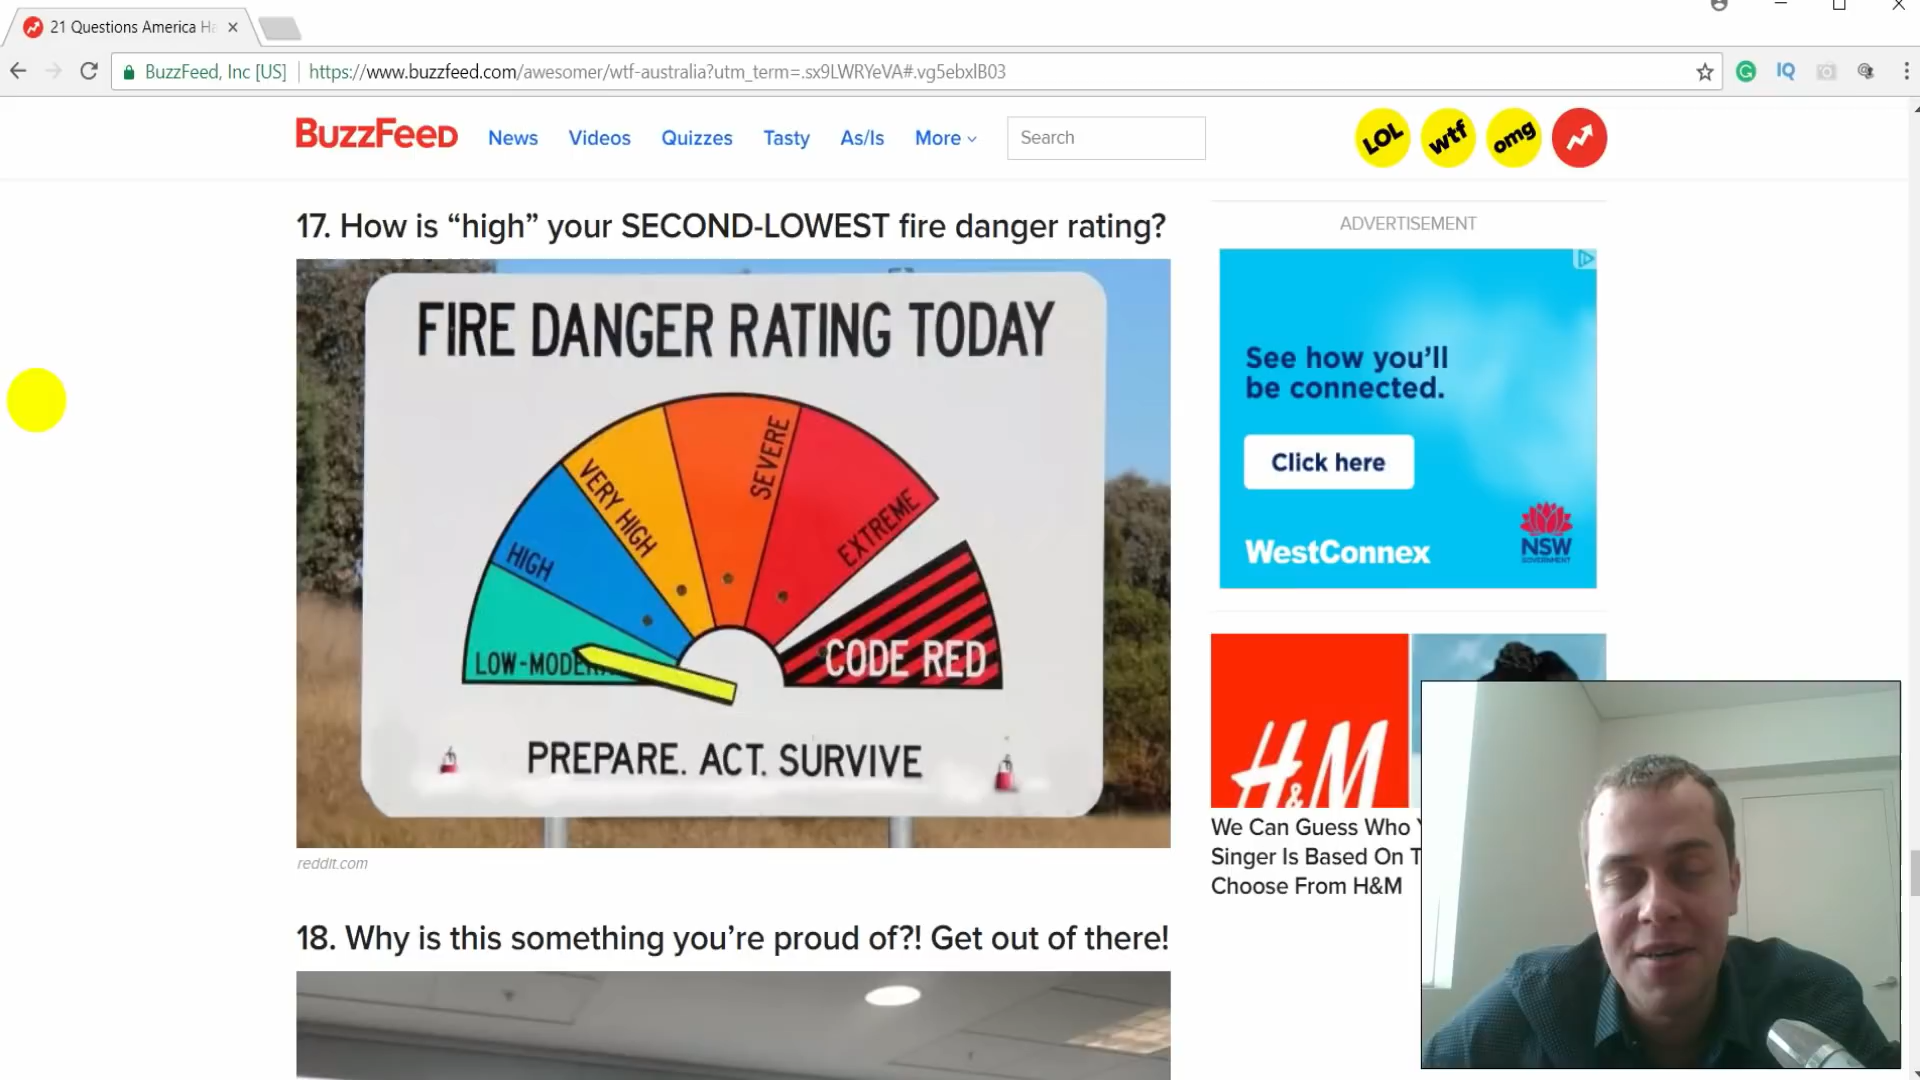 21 Questions America Ha
BuzzFeed, Inc [US]
https://www.buzzfeed.com/awesomer/wtf-australia?utm_term=.sx9LWRYeVA#.vg5ebxlB03
IQ
BuzzFeed
News
Videos
Quizzes
Tasty
As/Is
More
Search
LOL
wtf
omg
17. How is “high” your SECOND-LOWEST fire danger rating?
FIRE DANGER RATING TODAY
LOW-MODE
HIGH
VERY HIGH
SEVERE
EXTREME
CODE RED
PREPARE. ACT. SURVIVE
reddit.com
18. Why is this something you’re proud of?! Get out of there!
ADVERTISEMENT
See how you’ll
be connected.
Click here
WestConnex
NSW
GOVERNMENT
H&M
We Can Guess Who
Singer Is Based On T
Choose From H&M